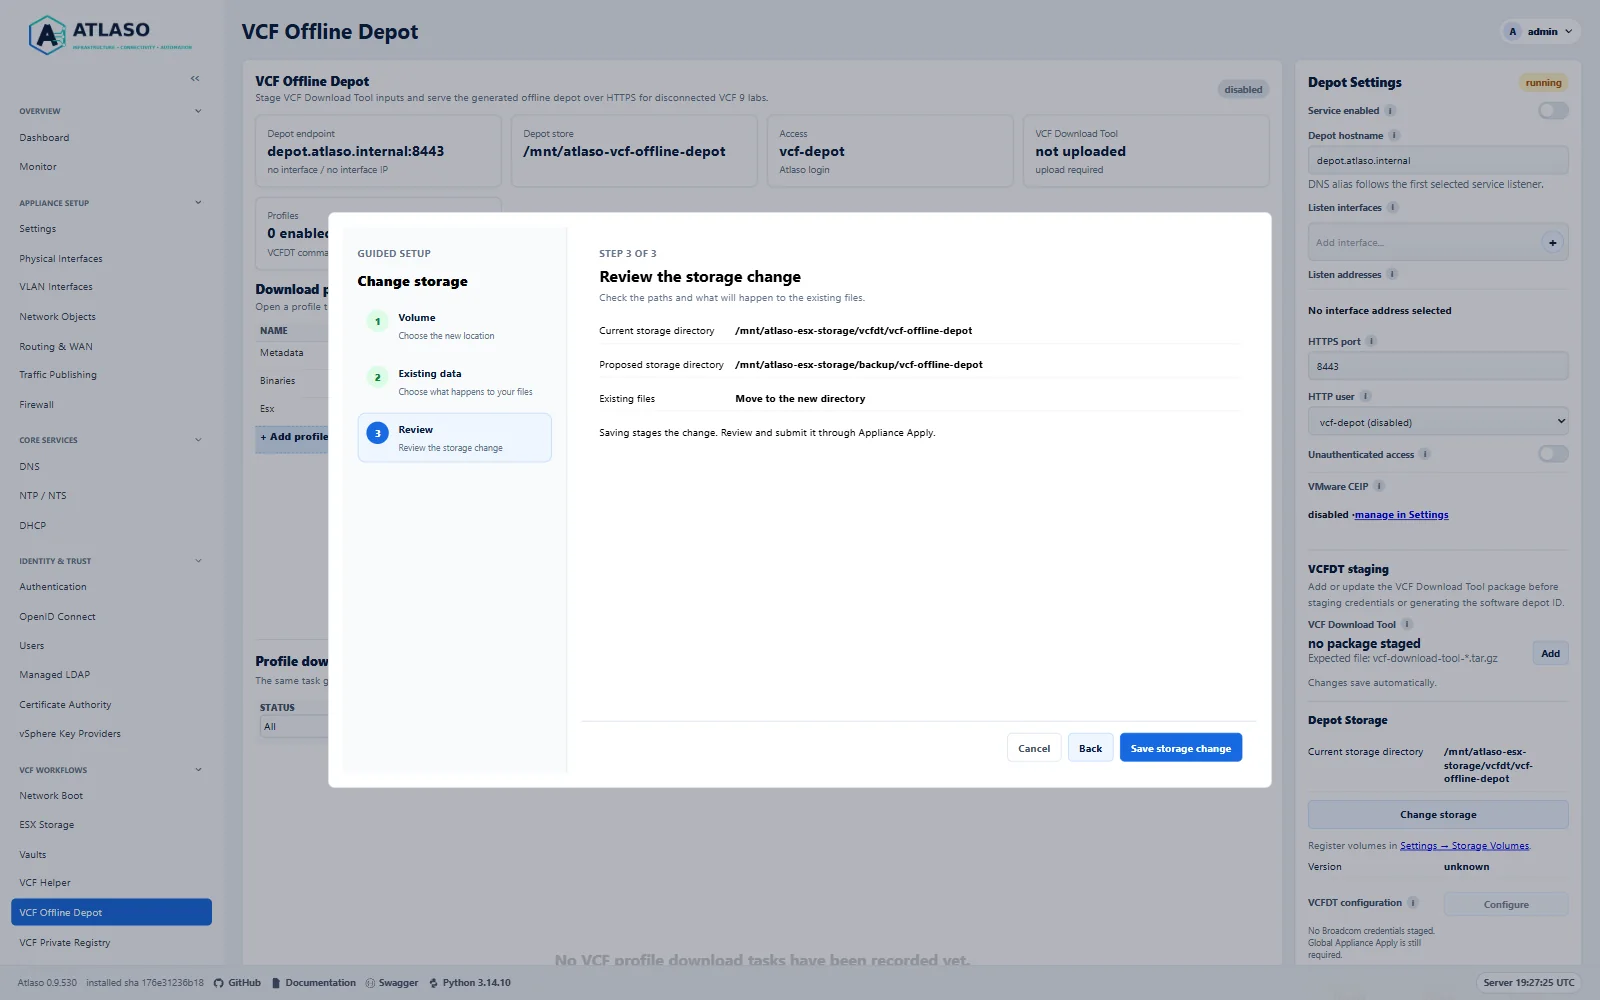 ATLASO
INFRASTRUCTURE • CONNECTIVITY • AUTOMATION
OVERVIEW
Dashboard
Monitor
APPLIANCE SETUP
Settings
Physical Interfaces
VLAN Interfaces
Network Objects
Routing & WAN
Traffic Publishing
Firewall
CORE SERVICES
DNS
NTP / NTS
DHCP
IDENTITY & TRUST
Authentication
OpenID Connect
Users
Managed LDAP
Certificate Authority
vSphere Key Providers
VCF WORKFLOWS
Network Boot
ESX Storage
Vaults
VCF Helper
VCF Offline Depot
VCF Private Registry
VCF Offline Depot
A admin
VCF Offline Depot
Stage VCF Download Tool inputs and serve the generated offline depot over HTTPS for disconnected VCF 9 labs.
disabled
Depot endpoint
depot.atlaso.internal:8443
no interface / no interface IP
Depot store
/mnt/atlaso-vcf-offline-depot
Access
vcf-depot
Atlaso login
VCF Download Tool
not uploaded
upload required
Profiles
0 enable
VCFDT comma
Download p
Open a profile t
NAME
Metadata
Binaries
Esx
+ Add profile
Profile dow
The same task g
STATUS
All
No VCF profile download tasks have been recorded yet.
GUIDED SETUP
Change storage
1 Volume
Choose the new location
2 Existing data
Choose what happens to your files
3 Review
Review the storage change
STEP 3 OF 3
Review the storage change
Check the paths and what will happen to the existing files.
Current storage directory /mnt/atlaso-esx-storage/vcfdt/vcf-offline-depot
Proposed storage directory /mnt/atlaso-esx-storage/backup/vcf-offline-depot
Existing files Move to the new directory
Saving stages the change. Review and submit it through Appliance Apply.
Cancel Back Save storage change
Depot Settings running
Service enabled
Depot hostname
depot.atlaso.internal
DNS alias follows the first selected service listener.
Listen interfaces
Add interface... +
Listen addresses
No interface address selected
HTTPS port
8443
HTTP user
vcf-depot (disabled)
Unauthenticated access
VMware CEIP
disabled ·manage in Settings
VCFDT staging
Add or update the VCF Download Tool package before
staging credentials or generating the software depot ID.
VCF Download Tool
no package staged
Expected file: vcf-download-tool-*.tar.gz
Add
Changes save automatically.
Depot Storage
Current storage directory /mnt/atlaso-esx-
storage/vcfdt/vcf-
offline-depot
Change storage
Register volumes in Settings → Storage Volumes.
Version unknown
VCFDT configuration Configure
No Broadcom credentials staged.
Global Appliance Apply is still
required.
Atlaso 0.9.530 installed sha 176e31236b18 GitHub Documentation Swagger Python 3.14.10
Server 19:27:25 UTC